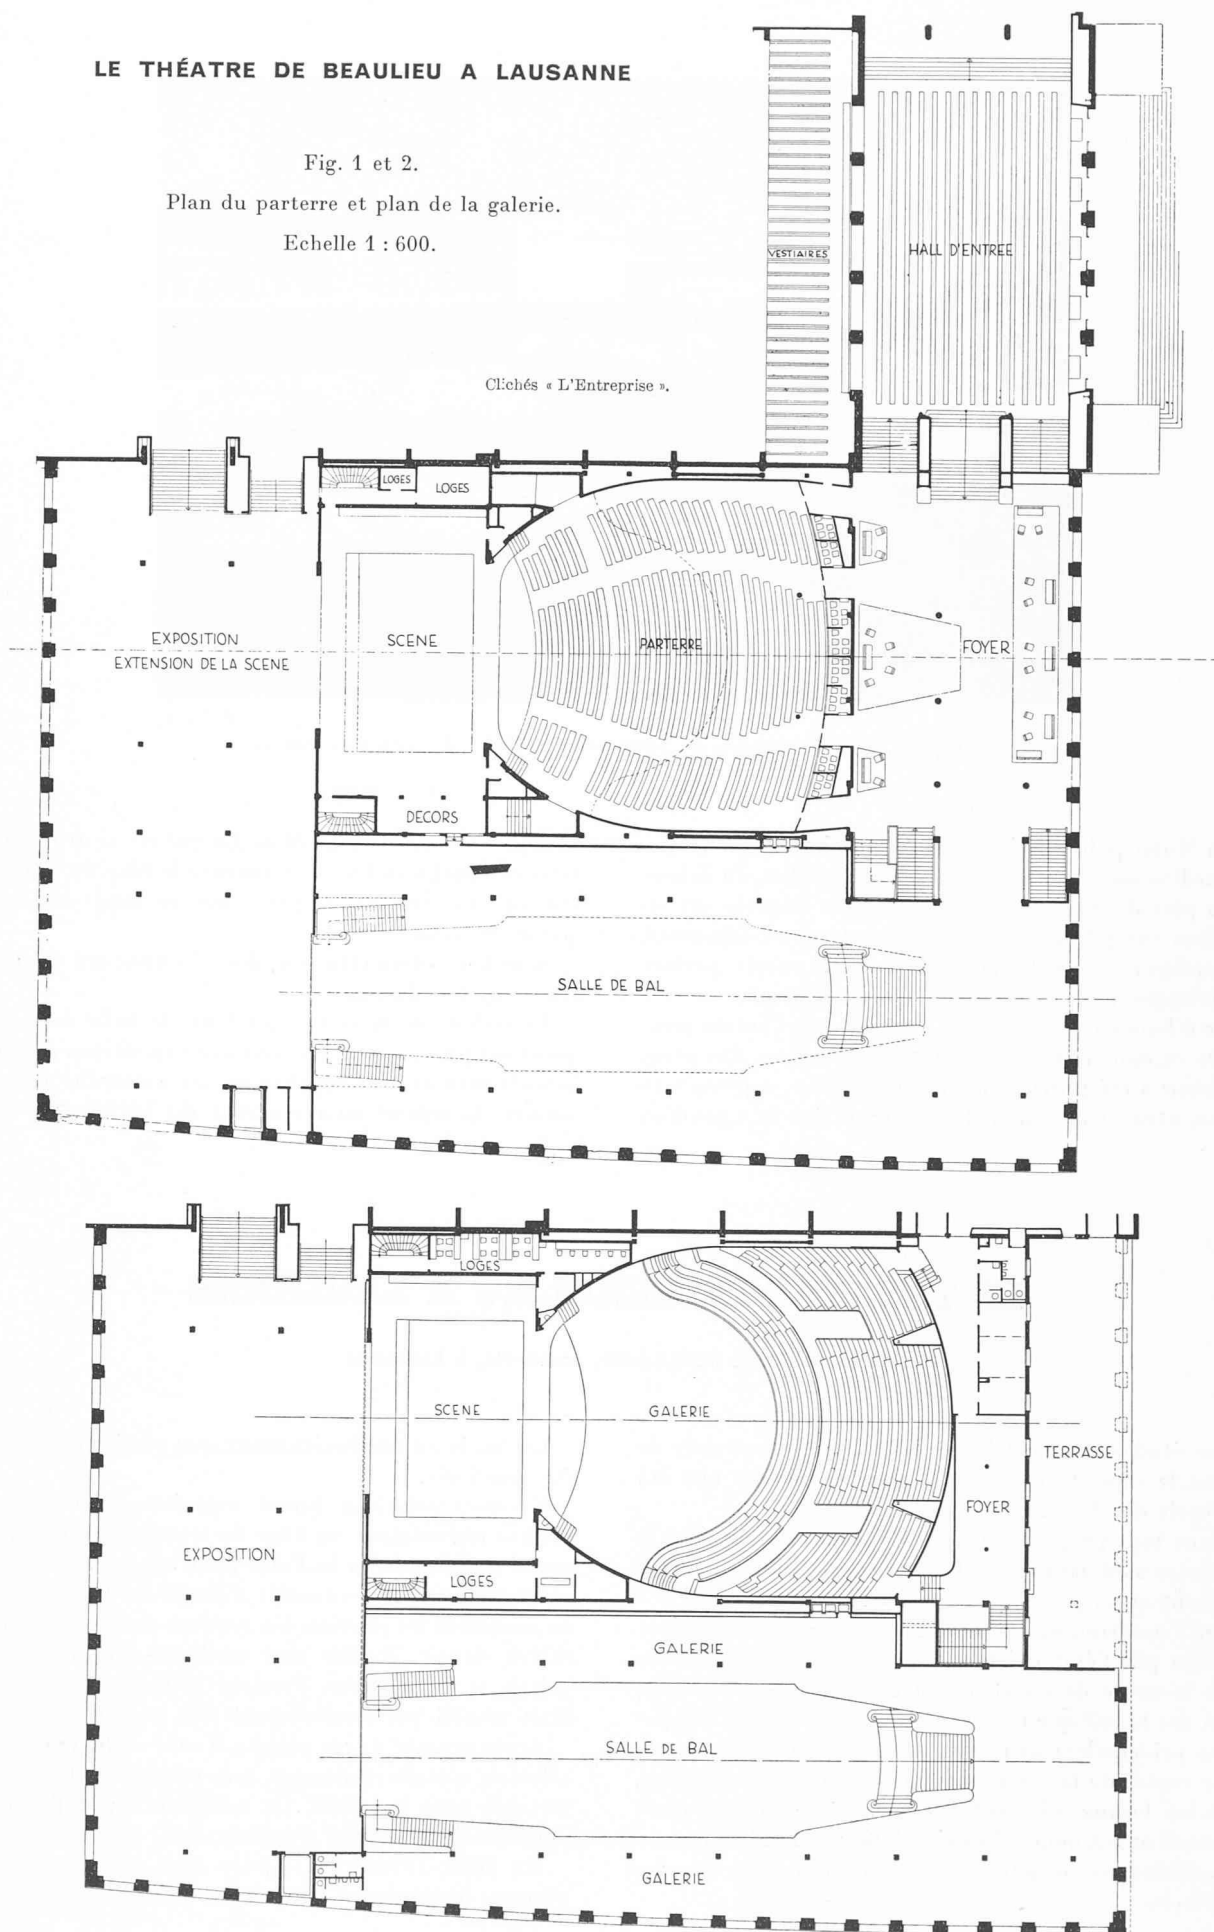 LE THÉATRE DE BEAULIEU A LAUSANNE
Fig. 1 et 2.
Plan du parterre et plan de la galerie.
Echelle 1 : 600.
Clichés « L'Entreprise ».
VESTIAIRES
HALL D'ENTREE
LOGES
LOGES
EXPOSITION
EXTENSION DE LA SCENE
SCENE
PARTERRE
FOYER
DECORS
SALLE DE BAL
LOGES
SCENE
GALERIE
TERRASSE
FOYER
EXPOSITION
LOGES
GALERIE
SALLE DE BAL
GALERIE